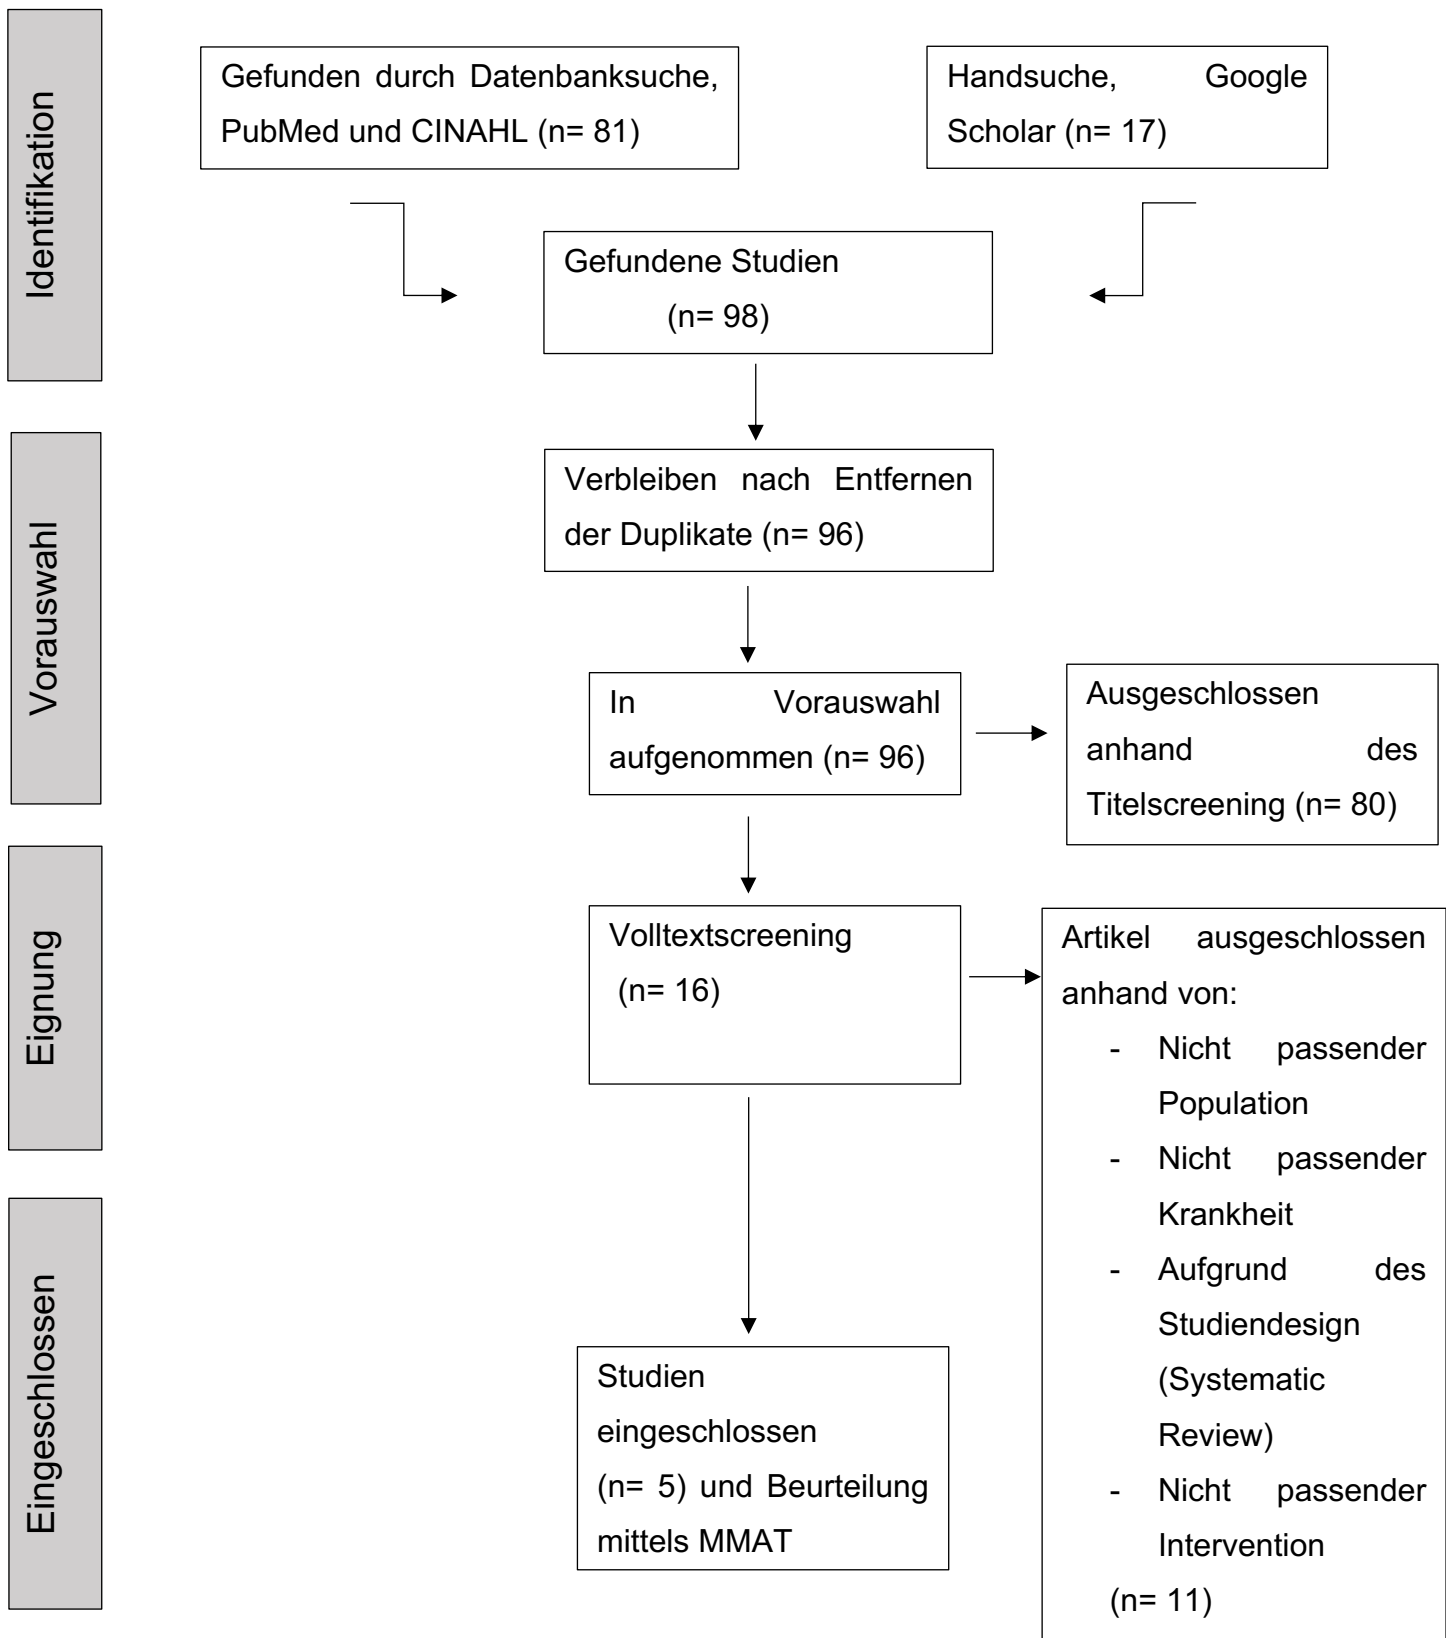 Identifikation
Gefunden durch Datenbanksuche,
PubMed und CINAHL (n= 81)
Handsuche, Google
Scholar (n= 17)
Gefundene Studien
(n= 98)
Vorauswahl
Verbleiben nach Entfernen
der Duplikate (n= 96)
In Vorauswahl
aufgenommen (n= 96)
Ausgeschlossen
anhand des
Titelscreening (n= 80)
Eignung
Volltextscreening
(n= 16)
Artikel ausgeschlossen
anhand von:
- Nicht passender
Population
- Nicht passender
Krankheit
- Aufgrund des
Studiendesign
(Systematic
Review)
- Nicht passender
Intervention
(n= 11)
Eingeschlossen
Studien
eingeschlossen
(n= 5) und Beurteilung
mittels MMAT